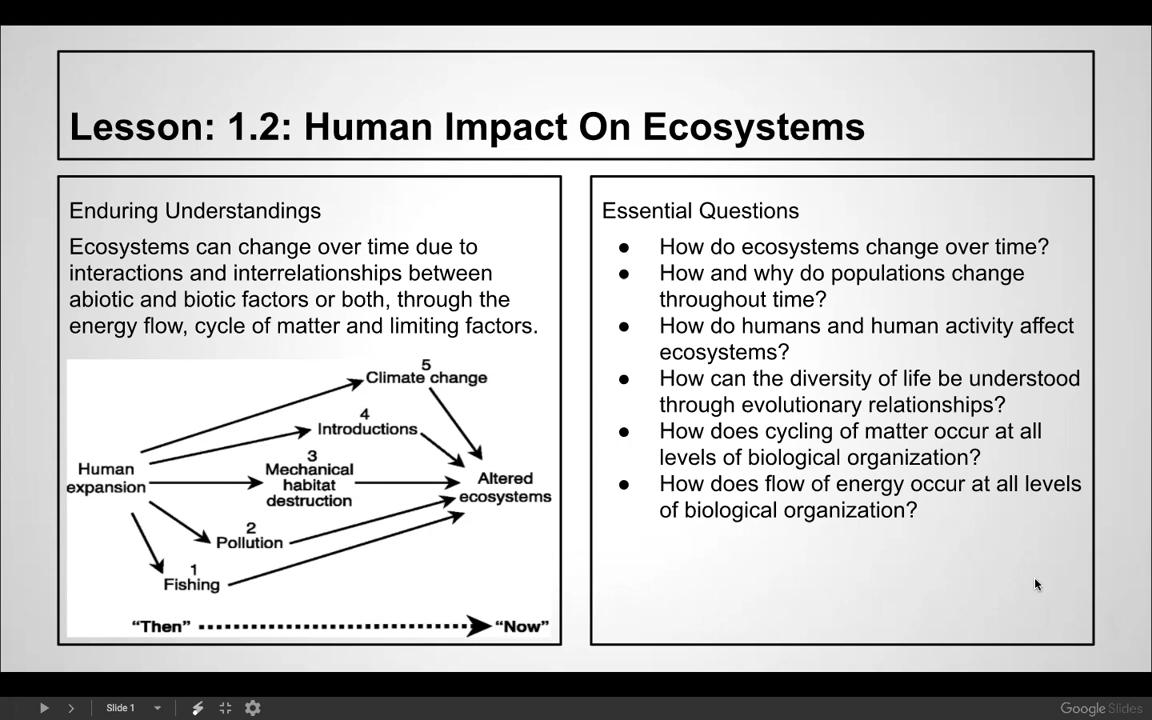 Lesson: 1.2: Human Impact On Ecosystems
Enduring Understandings
Ecosystems can change over time due to
interactions and interrelationships between
abiotic and biotic factors or both, through the
energy flow, cycle of matter and limiting factors.
5
Climate change
4
Introductions
3
Mechanical
habitat
destruction
Human
expansion
Altered
ecosystems
2
Pollution
1
Fishing
“Then”
“Now”
Essential Questions
● How do ecosystems change over time?
● How and why do populations change
throughout time?
● How do humans and human activity affect
ecosystems?
● How can the diversity of life be understood
through evolutionary relationships?
● How does cycling of matter occur at all
levels of biological organization?
● How does flow of energy occur at all levels
of biological organization?
Slide 1
Google Slides